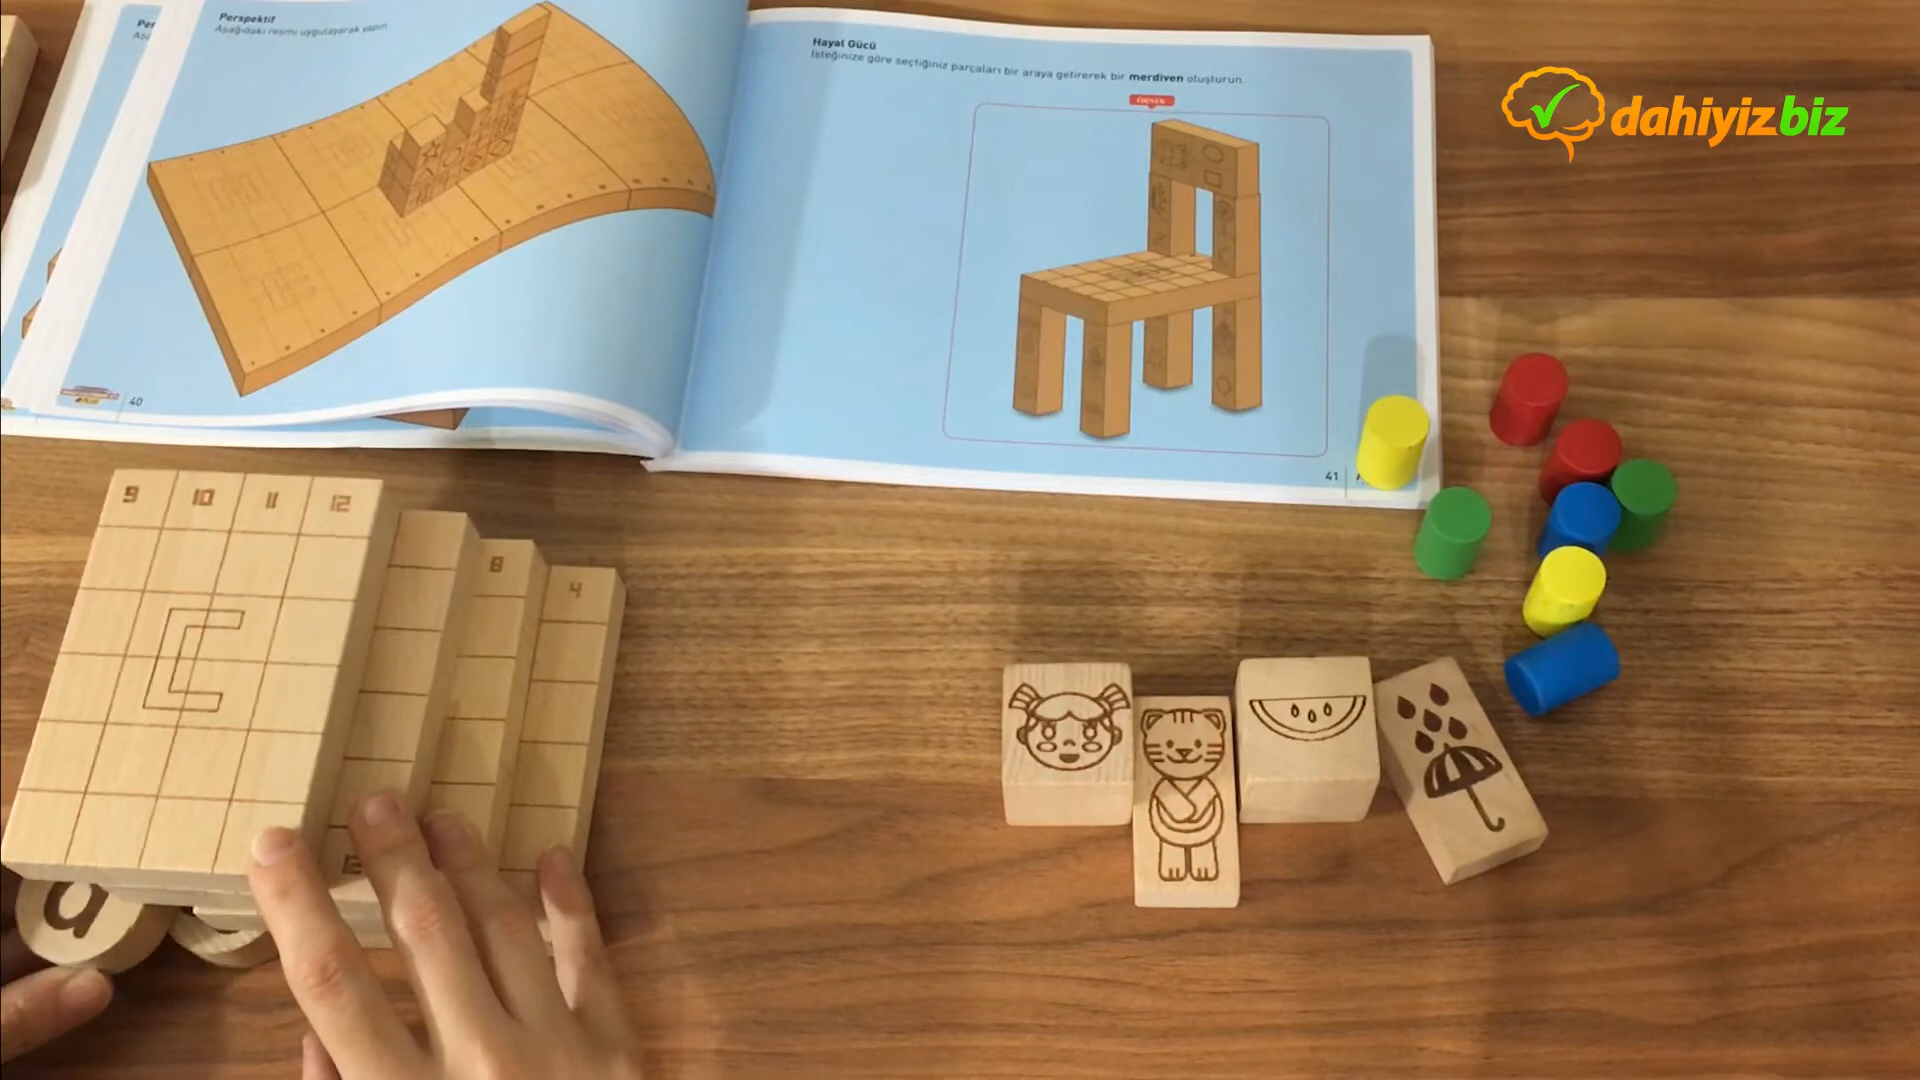 Perspektif
Aşağıdaki resmi uygulayarak yapın
Hayal Gücü
İsteğinize göre seçtiğiniz parçaları bir araya getirerek bir merdiven oluşturun.
ÖRNEK
dahiyizbiz
40
41
9 10 11 12
8
4
12
a